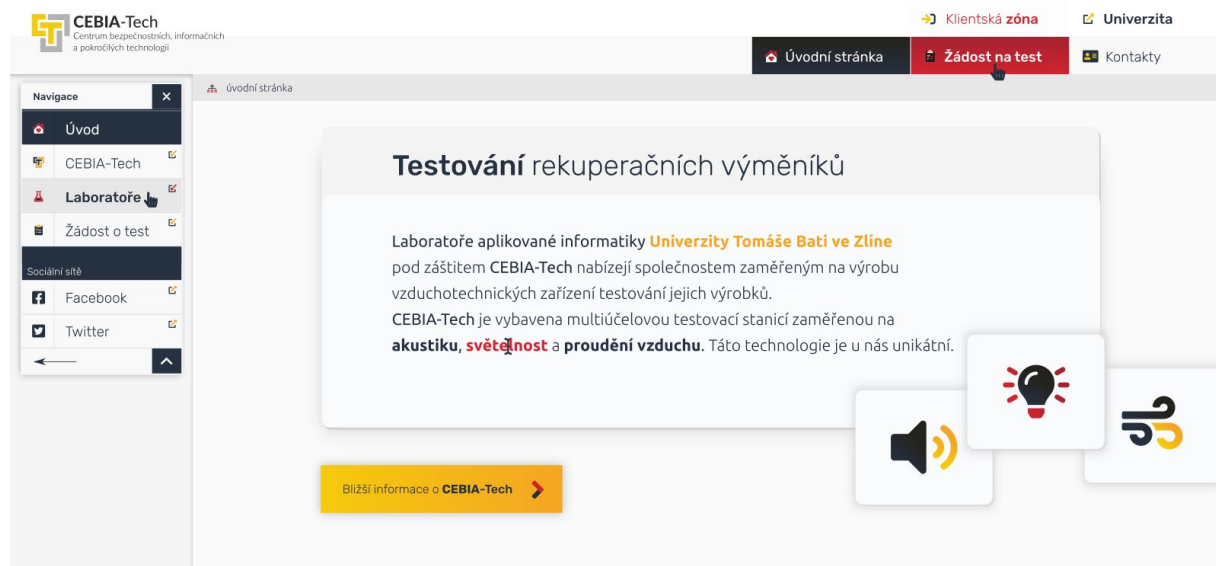 CEBIA-Tech
Centrum bezpečnostních, informačních
a pokročilých technologií
Klientská zóna
Univerzita
Úvodní stránka
Žádost na test
Kontakty
Navigace
úvodní stránka
Úvod
CEBIA-Tech
Laboratoře
Žádost o test
Sociální sítě
Facebook
Twitter
Testování rekuperačních výměníků
Laboratoře aplikované informatiky Univerzity Tomáše Bati ve Zlíne
pod záštitem CEBIA-Tech nabízejí společnostem zaměřeným na výrobu
vzduchotechnických zařízení testování jejich výrobků.
CEBIA-Tech je vybavena multiúčelovou testovací stanicí zaměřenou na
akustiku, světelnost a proudění vzduchu. Táto technologie je u nás unikátní.
Bližší informace o CEBIA-Tech